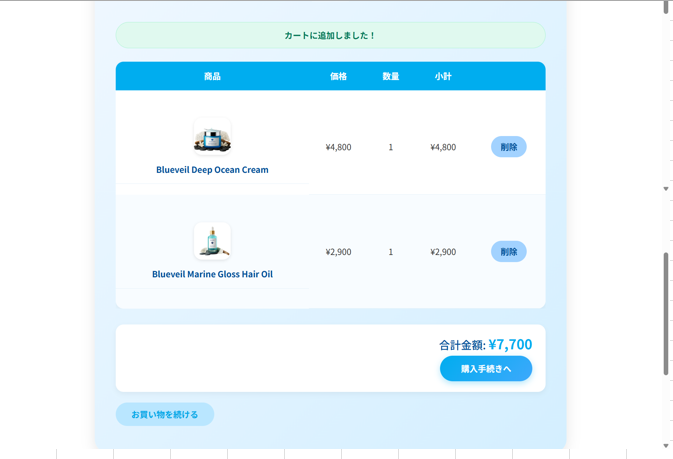 カートに追加しました！
商品 価格 数量 小計
Blueveil Deep Ocean Cream ¥4,800 1 ¥4,800 削除
Blueveil Marine Gloss Hair Oil ¥2,900 1 ¥2,900 削除
合計金額: ¥7,700
購入手続きへ
お買い物を続ける